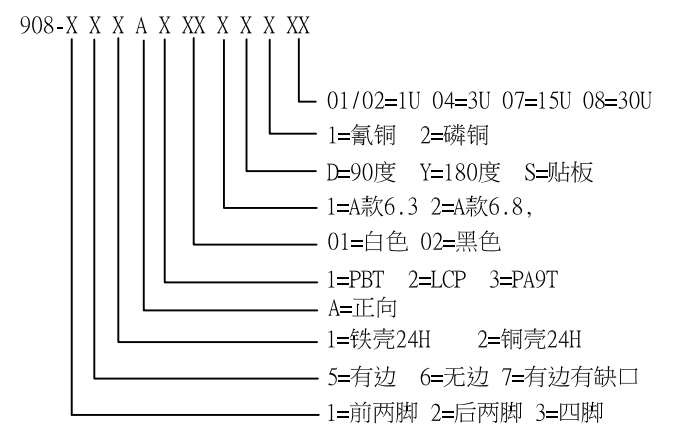 908-X X X A X XX X X X XX
01/02=1U 04=3U 07=15U 08=30U
1=氰铜 2=磷铜
D=90度 Y=180度 S=贴板
1=A款6.3 2=A款6.8,
01=白色 02=黑色
1=PBT 2=LCP 3=PA9T
A=正向
1=铁壳24H 2=铜壳24H
5=有边 6=无边 7=有边有缺口
1=前两脚 2=后两脚 3=四脚